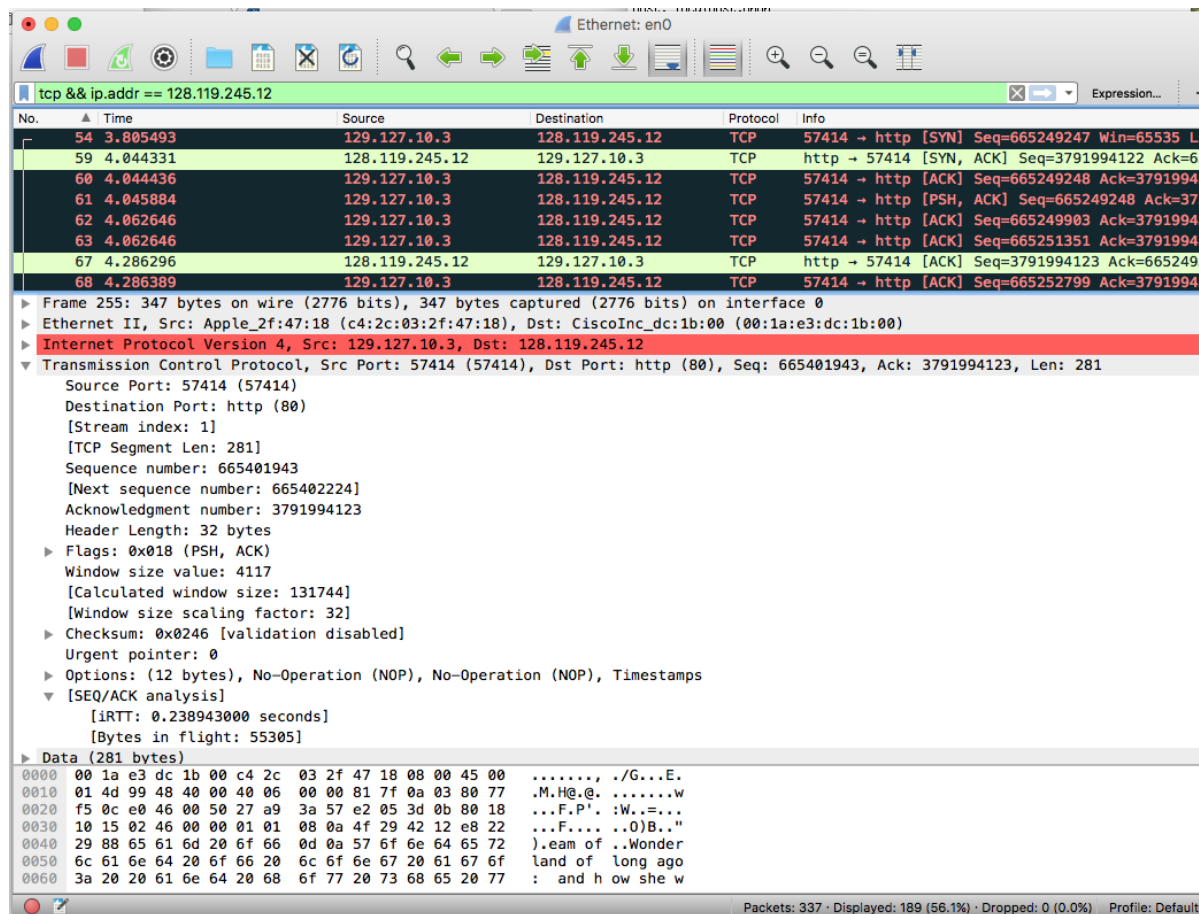 Ethernet: en0
tcp && ip.addr == 128.119.245.12 Expression...
No. Time Source Destination Protocol Info
54 3.805493 129.127.10.3 128.119.245.12 TCP 57414 → http [SYN] Seq=665249247 Win=65535 L
59 4.044331 128.119.245.12 129.127.10.3 TCP http → 57414 [SYN, ACK] Seq=3791994122 Ack=6
60 4.044436 129.127.10.3 128.119.245.12 TCP 57414 → http [ACK] Seq=665249248 Ack=3791994
61 4.045884 129.127.10.3 128.119.245.12 TCP 57414 → http [PSH, ACK] Seq=665249248 Ack=37
62 4.062646 129.127.10.3 128.119.245.12 TCP 57414 → http [ACK] Seq=665249903 Ack=3791994
63 4.062646 129.127.10.3 128.119.245.12 TCP 57414 → http [ACK] Seq=665251351 Ack=3791994
67 4.286296 128.119.245.12 129.127.10.3 TCP http → 57414 [ACK] Seq=3791994123 Ack=665249
68 4.286389 129.127.10.3 128.119.245.12 TCP 57414 → http [ACK] Seq=665252799 Ack=3791994
Frame 255: 347 bytes on wire (2776 bits), 347 bytes captured (2776 bits) on interface 0
Ethernet II, Src: Apple_2f:47:18 (c4:2c:03:2f:47:18), Dst: CiscoInc_dc:1b:00 (00:1a:e3:dc:1b:00)
Internet Protocol Version 4, Src: 129.127.10.3, Dst: 128.119.245.12
Transmission Control Protocol, Src Port: 57414 (57414), Dst Port: http (80), Seq: 665401943, Ack: 3791994123, Len: 281
Source Port: 57414 (57414)
Destination Port: http (80)
[Stream index: 1]
[TCP Segment Len: 281]
Sequence number: 665401943
[Next sequence number: 665402224]
Acknowledgment number: 3791994123
Header Length: 32 bytes
Flags: 0x018 (PSH, ACK)
Window size value: 4117
[Calculated window size: 131744]
[Window size scaling factor: 32]
Checksum: 0x0246 [validation disabled]
Urgent pointer: 0
Options: (12 bytes), No-Operation (NOP), No-Operation (NOP), Timestamps
[SEQ/ACK analysis]
[iRTT: 0.238943000 seconds]
[Bytes in flight: 55305]
Data (281 bytes)
0000 00 1a e3 dc 1b 00 c4 2c 03 2f 47 18 08 00 45 00 ......., ./G...E.
0010 01 4d 99 48 40 00 40 06 00 00 81 7f 0a 03 80 77 .M.H@.@. .......w
0020 f5 0c e0 46 00 50 27 a9 3a 57 e2 05 3d 0b 80 18 ...F.P'. :W..=...
0030 10 15 02 46 00 00 01 01 08 0a 4f 29 42 12 e8 22 ...F.... ..O)B.."
0040 29 88 65 61 6d 20 6f 66 0d 0a 57 6f 6e 64 65 72 ).eam of ..Wonder
0050 6c 61 6e 64 20 6f 66 20 6c 6f 6e 67 20 61 67 6f land of long ago
0060 3a 20 20 61 6e 64 20 68 6f 77 20 73 68 65 20 77 : and h ow she w
Packets: 337 · Displayed: 189 (56.1%) · Dropped: 0 (0.0%) Profile: Default